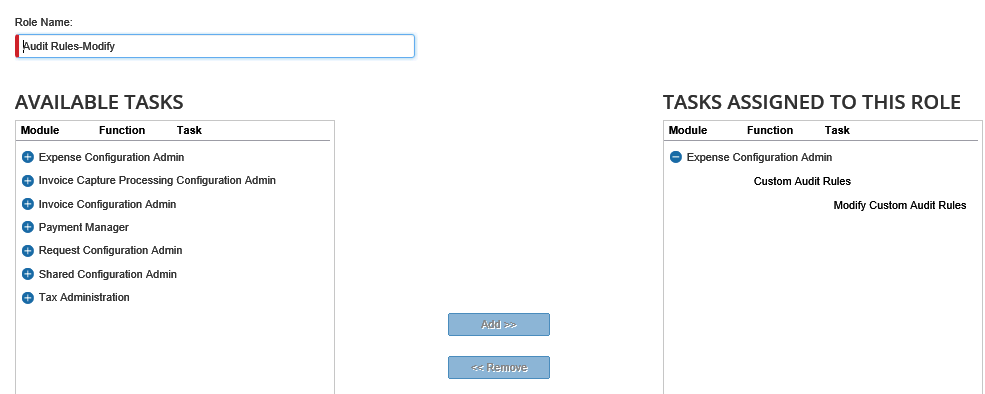 Role Name:
Audit Rules-Modify
AVAILABLE TASKS
Module Function Task
Expense Configuration Admin
Invoice Capture Processing Configuration Admin
Invoice Configuration Admin
Payment Manager
Request Configuration Admin
Shared Configuration Admin
Tax Administration
Add >>
<< Remove
TASKS ASSIGNED TO THIS ROLE
Module Function Task
Expense Configuration Admin
Custom Audit Rules
Modify Custom Audit Rules